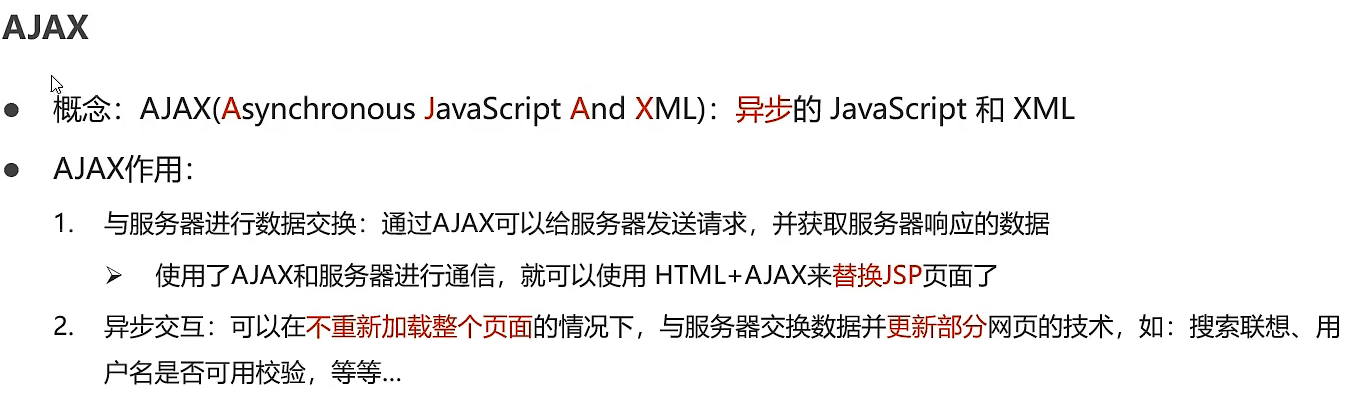 AJAX
● 概念：AJAX(Asynchronous JavaScript And XML)：异步的 JavaScript 和 XML
● AJAX作用：
1. 与服务器进行数据交换：通过AJAX可以给服务器发送请求，并获取服务器响应的数据
➢ 使用了AJAX和服务器进行通信，就可以使用 HTML+AJAX来替换JSP页面了
2. 异步交互：可以在不重新加载整个页面的情况下，与服务器交换数据并更新部分网页的技术，如：搜索联想、用
户名是否可用校验，等等...